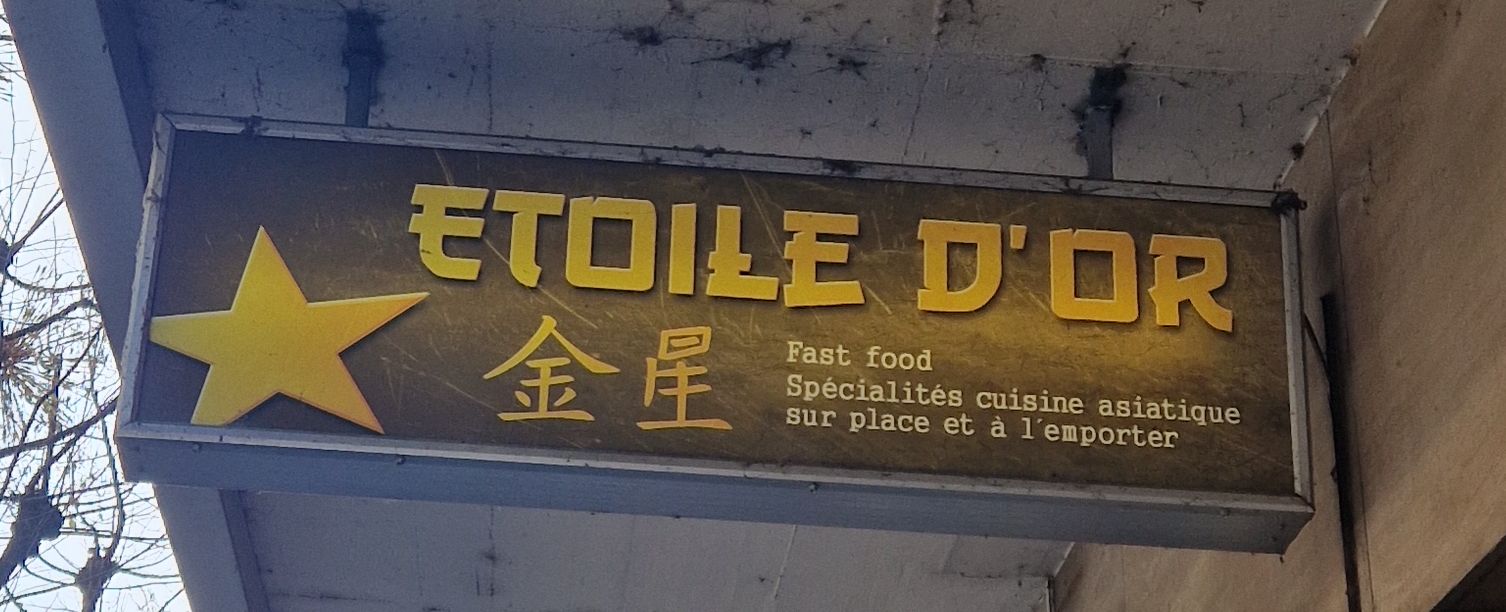 ETOILE D'OR
金星
Fast food
Spécialités cuisine asiatique
sur place et à l'emporter